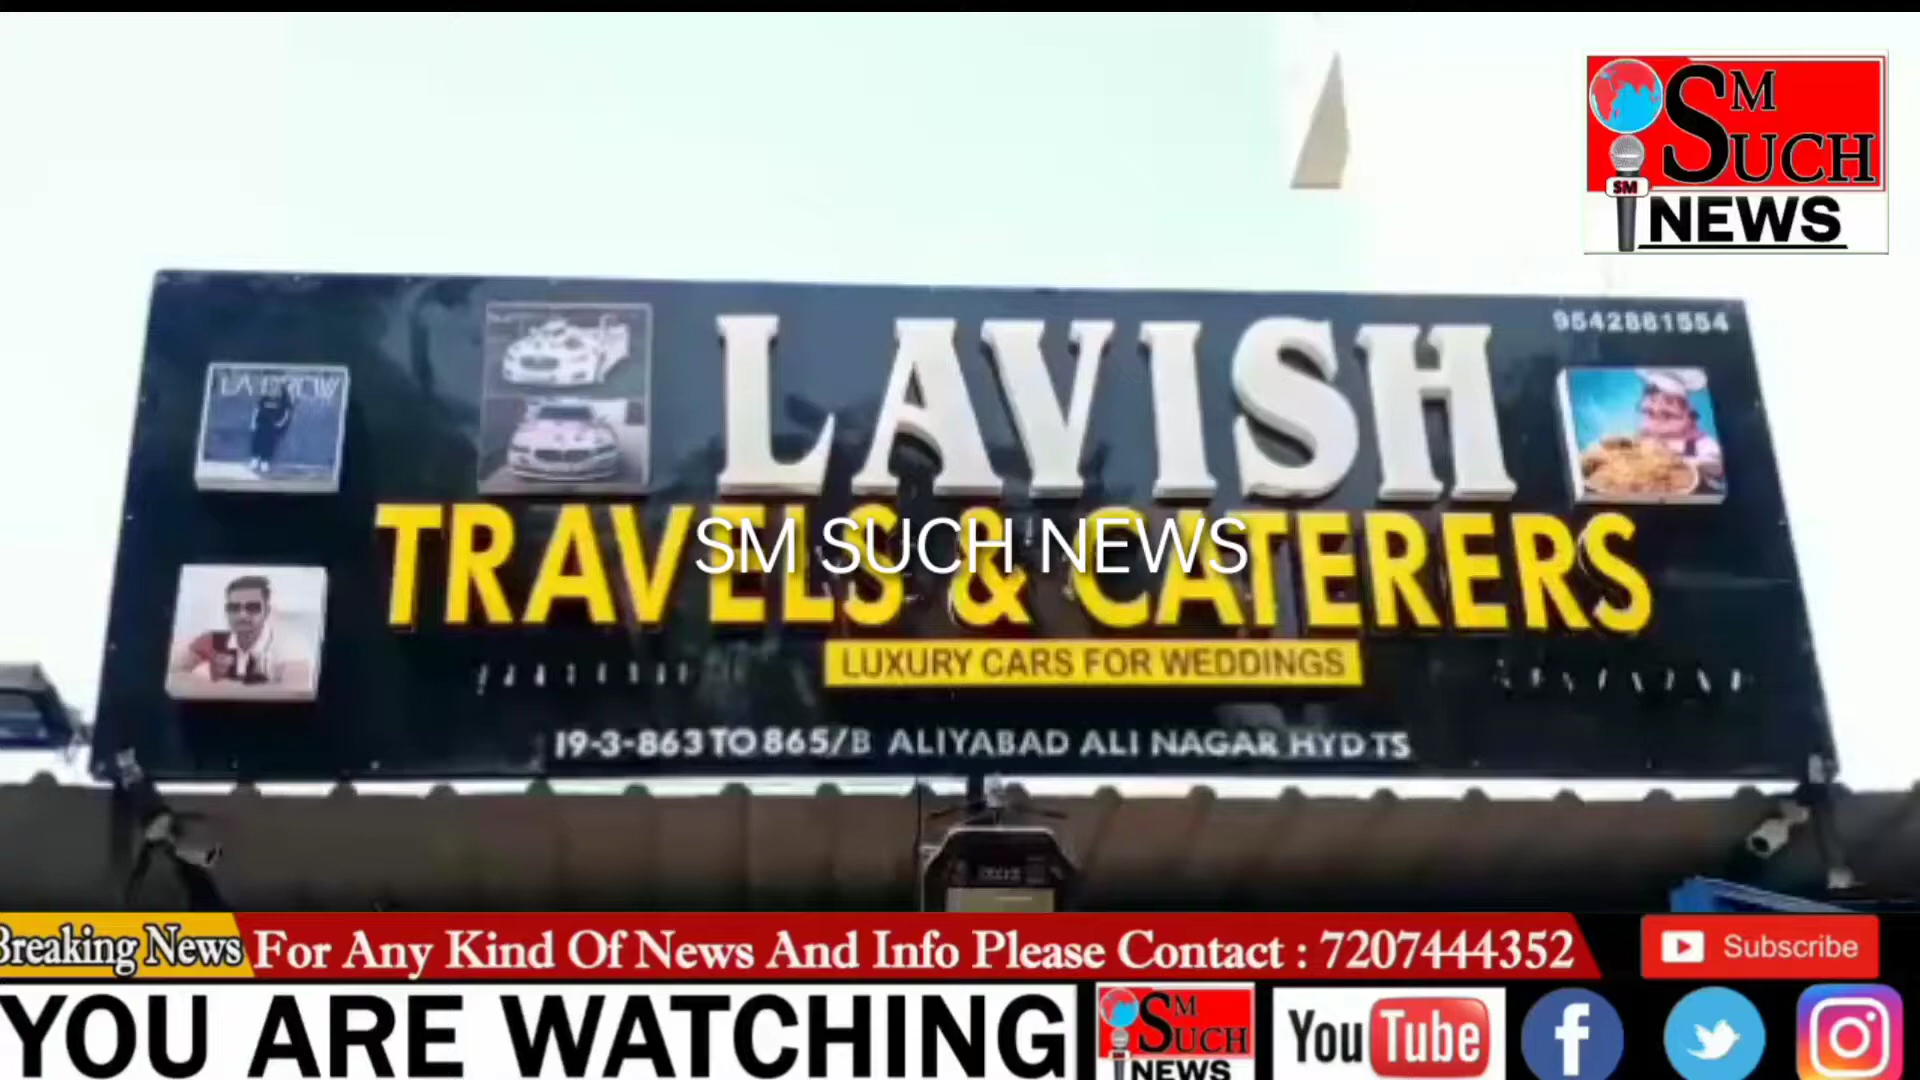 SM
SUCH
SM
NEWS
9542881554
LAVISH
TRAVELS & CATERERS
SM SUCH NEWS
LUXURY CARS FOR WEDDINGS
19-3-863 TO 865/B ALIYABAD ALI NAGAR HYD TS
Breaking News For Any Kind Of News And Info Please Contact : 7207444352
Subscribe
YOU ARE WATCHING
SM
SUCH
NEWS
YouTube